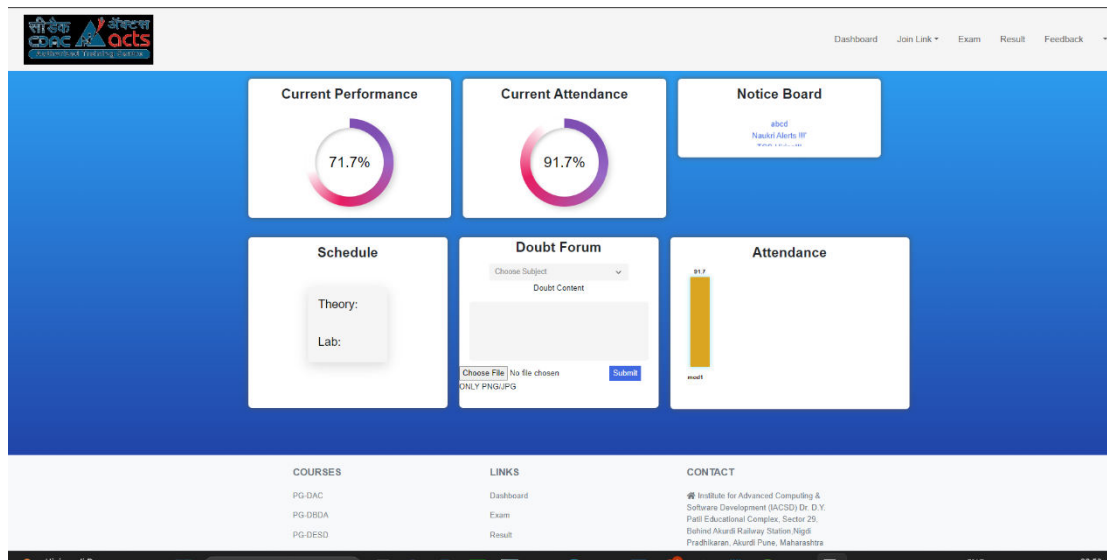 सीडैक
ॲक्टस
CDAC
acts
Dashboard
Join Link
Exam
Result
Feedback
Current Performance
71.7%
Current Attendance
91.7%
Notice Board
abcd
Naukri Alerts !!!'
Schedule
Theory:
Lab:
Doubt Forum
Choose Subject
Doubt Content
Choose File No file chosen
Submit
ONLY PNG/JPG
Attendance
91.7
mod1
COURSES
PG-DAC
PG-DBDA
PG-DESD
LINKS
Dashboard
Exam
Result
CONTACT
Institute for Advanced Computing &
Software Development (IACSD) Dr. D.Y.
Patil Educational Complex, Sector 29,
Behind Akurdi Railway Station,Nigdi
Pradhikaran, Akurdi Pune, Maharashtra